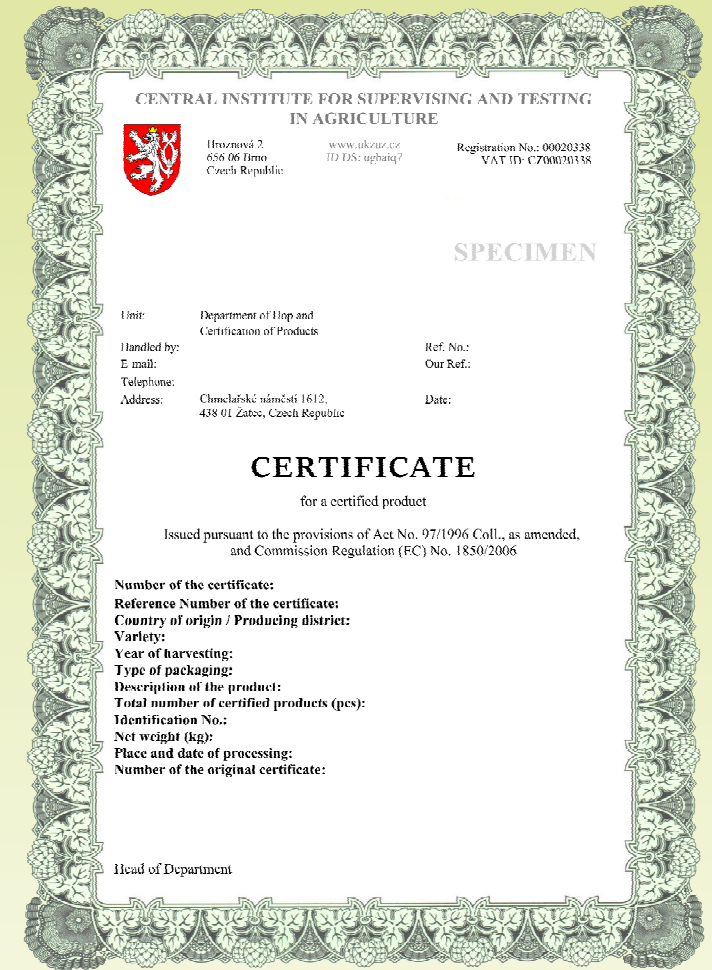 CENTRAL INSTITUTE FOR SUPERVISING AND TESTING
IN AGRICULTURE
Hroznová 2
656 06 Brno
Czech Republic
www.ukzuz.cz
ID DS: ugbaiq7
Registration No.: 00020338
VAT ID: CZ00020338
SPECIMEN
Unit: Department of Hop and
Certification of Products
Handled by: Ref. No.:
E-mail: Our Ref.:
Telephone:
Address: Chmelařské náměstí 1612, Date:
438 01 Žatec, Czech Republic
CERTIFICATE
for a certified product
Issued pursuant to the provisions of Act No. 97/1996 Coll., as amended,
and Commission Regulation (EC) No. 1850/2006
Number of the certificate:
Reference Number of the certificate:
Country of origin / Producing district:
Variety:
Year of harvesting:
Type of packaging:
Description of the product:
Total number of certified products (pcs):
Identification No.:
Net weight (kg):
Place and date of processing:
Number of the original certificate:
Head of Department